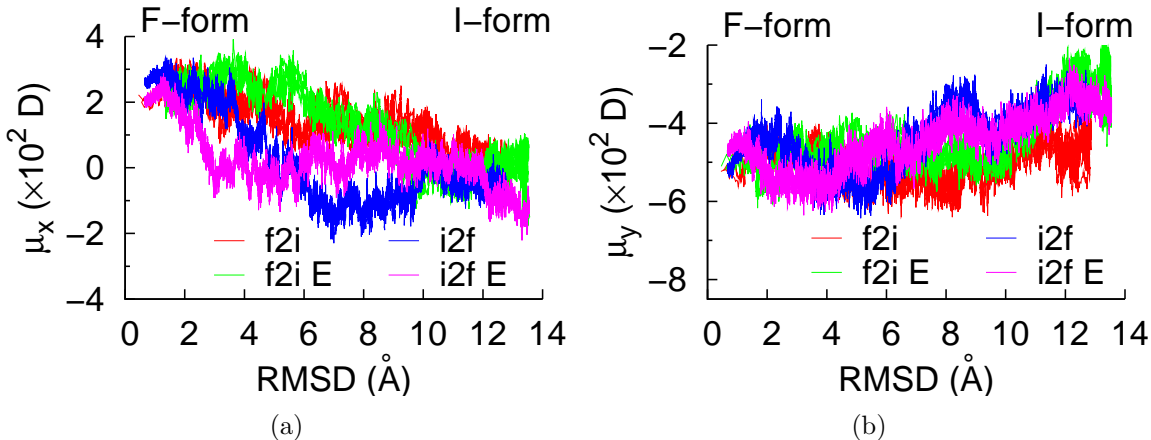 F−form
I−form
4
2
0
−2
−4
μx (×10² D)
f2i
f2i E
i2f
i2f E
0 2 4 6 8 10 12 14
RMSD (Å)
(a)
F−form
I−form
−2
−4
−6
−8
μy (×10² D)
f2i
f2i E
i2f
i2f E
0 2 4 6 8 10 12 14
RMSD (Å)
(b)